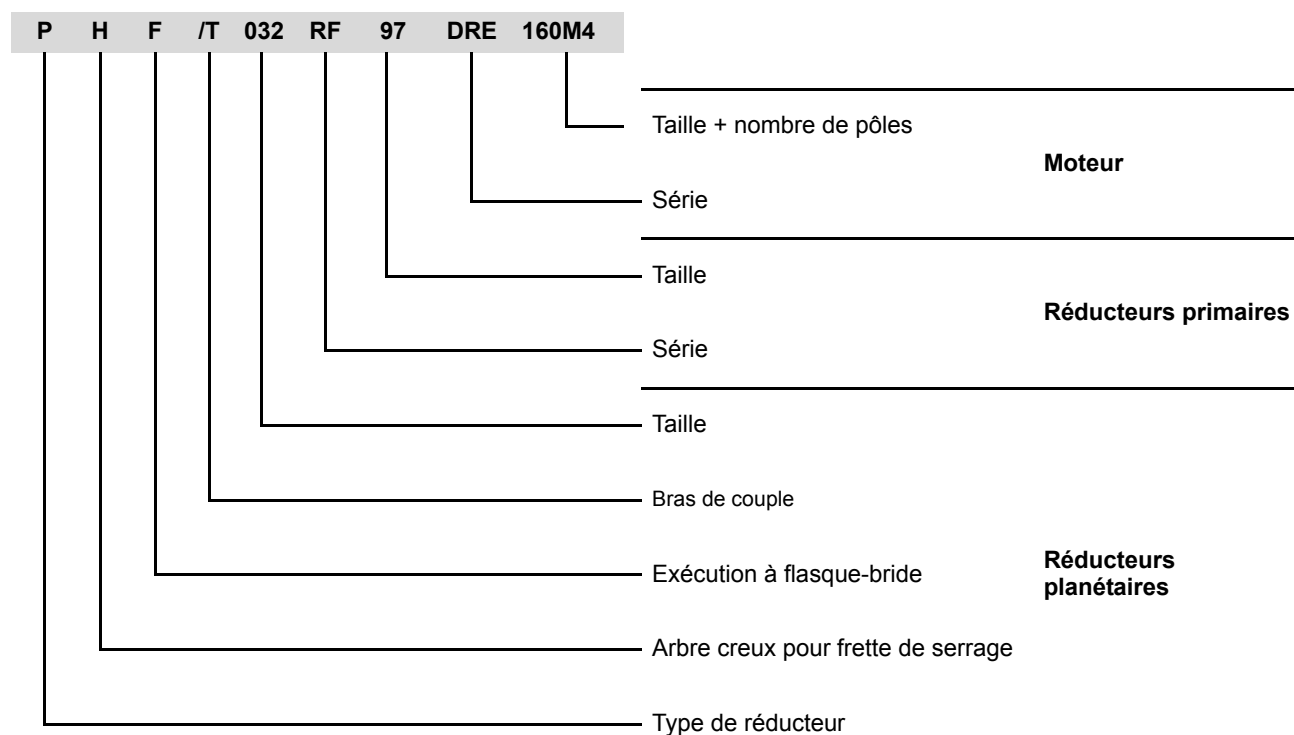 P H F /T 032 RF 97 DRE 160M4
Taille + nombre de pôles
Moteur
Série
Taille
Réducteurs primaires
Série
Taille
Bras de couple
Exécution à flasque-bride
Réducteurs
planétaires
Arbre creux pour frette de serrage
Type de réducteur